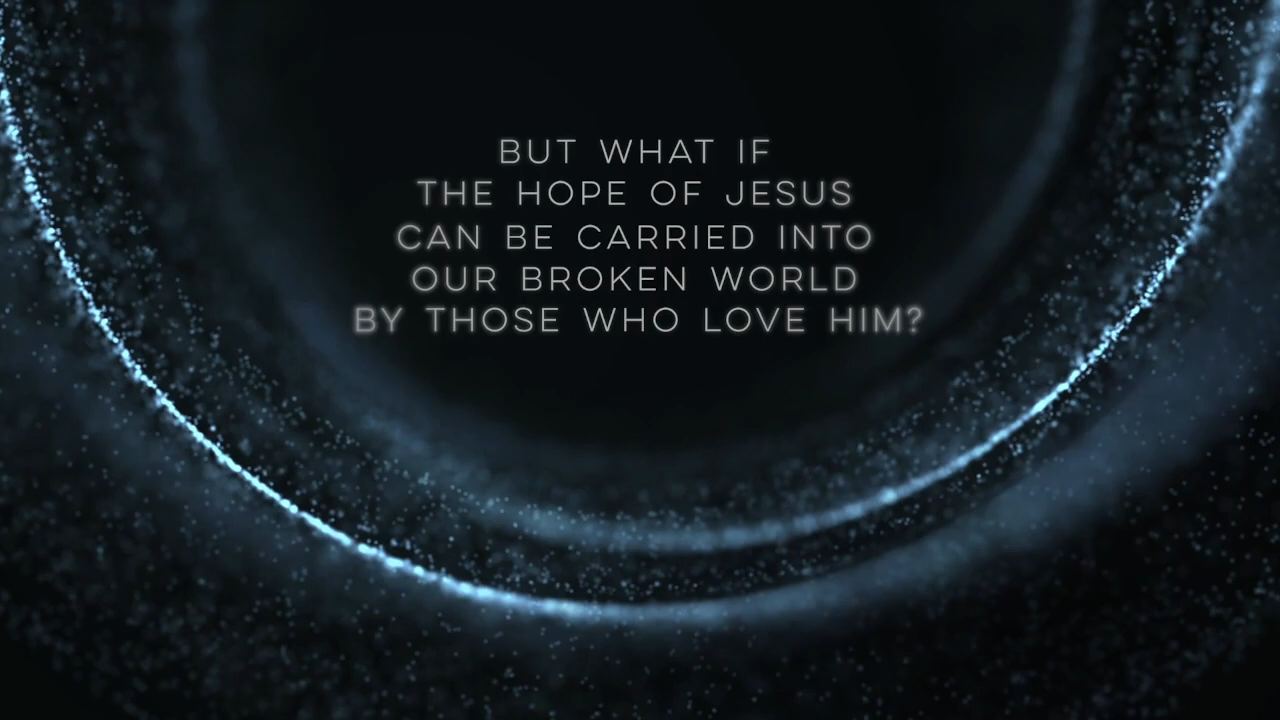 BUT WHAT IF
THE HOPE OF JESUS
CAN BE CARRIED INTO
OUR BROKEN WORLD
BY THOSE WHO LOVE HIM?